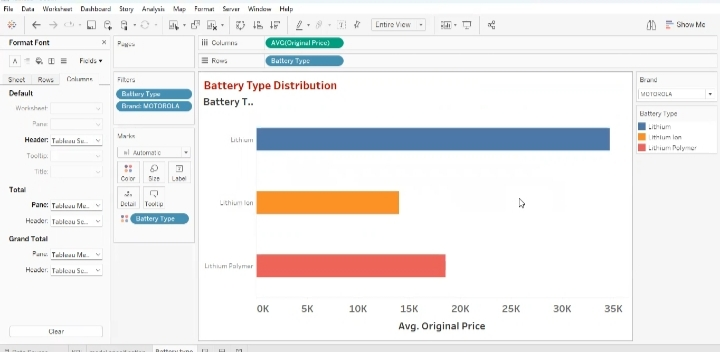 File Data Worksheet Dashboard Story Analysis Map Format Server Window Help
Entire View
Show Me
Format Font
Fields
Sheet Rows Columns
Default
Worksheet:
Pane:
Header: Tableau Se...
Tooltip:
Title:
Total
Pane: Tableau Me...
Header: Tableau Se...
Grand Total
Pane: Tableau Me...
Header: Tableau Se...
Clear
Pages
Filters
Battery Type
Brand: MOTOROLA
Marks
Automatic
Color Size Label
Detail Tooltip
Battery Type
Columns AVG(Original Price)
Rows Battery Type
Battery Type Distribution
Battery T..
Lithium
Lithium Ion
Lithium Polymer
0K 5K 10K 15K 20K 25K 30K 35K
Avg. Original Price
Brand
MOTOROLA
Battery Type
Lithium
Lithium Ion
Lithium Polymer
Data Source
model specification Battery type